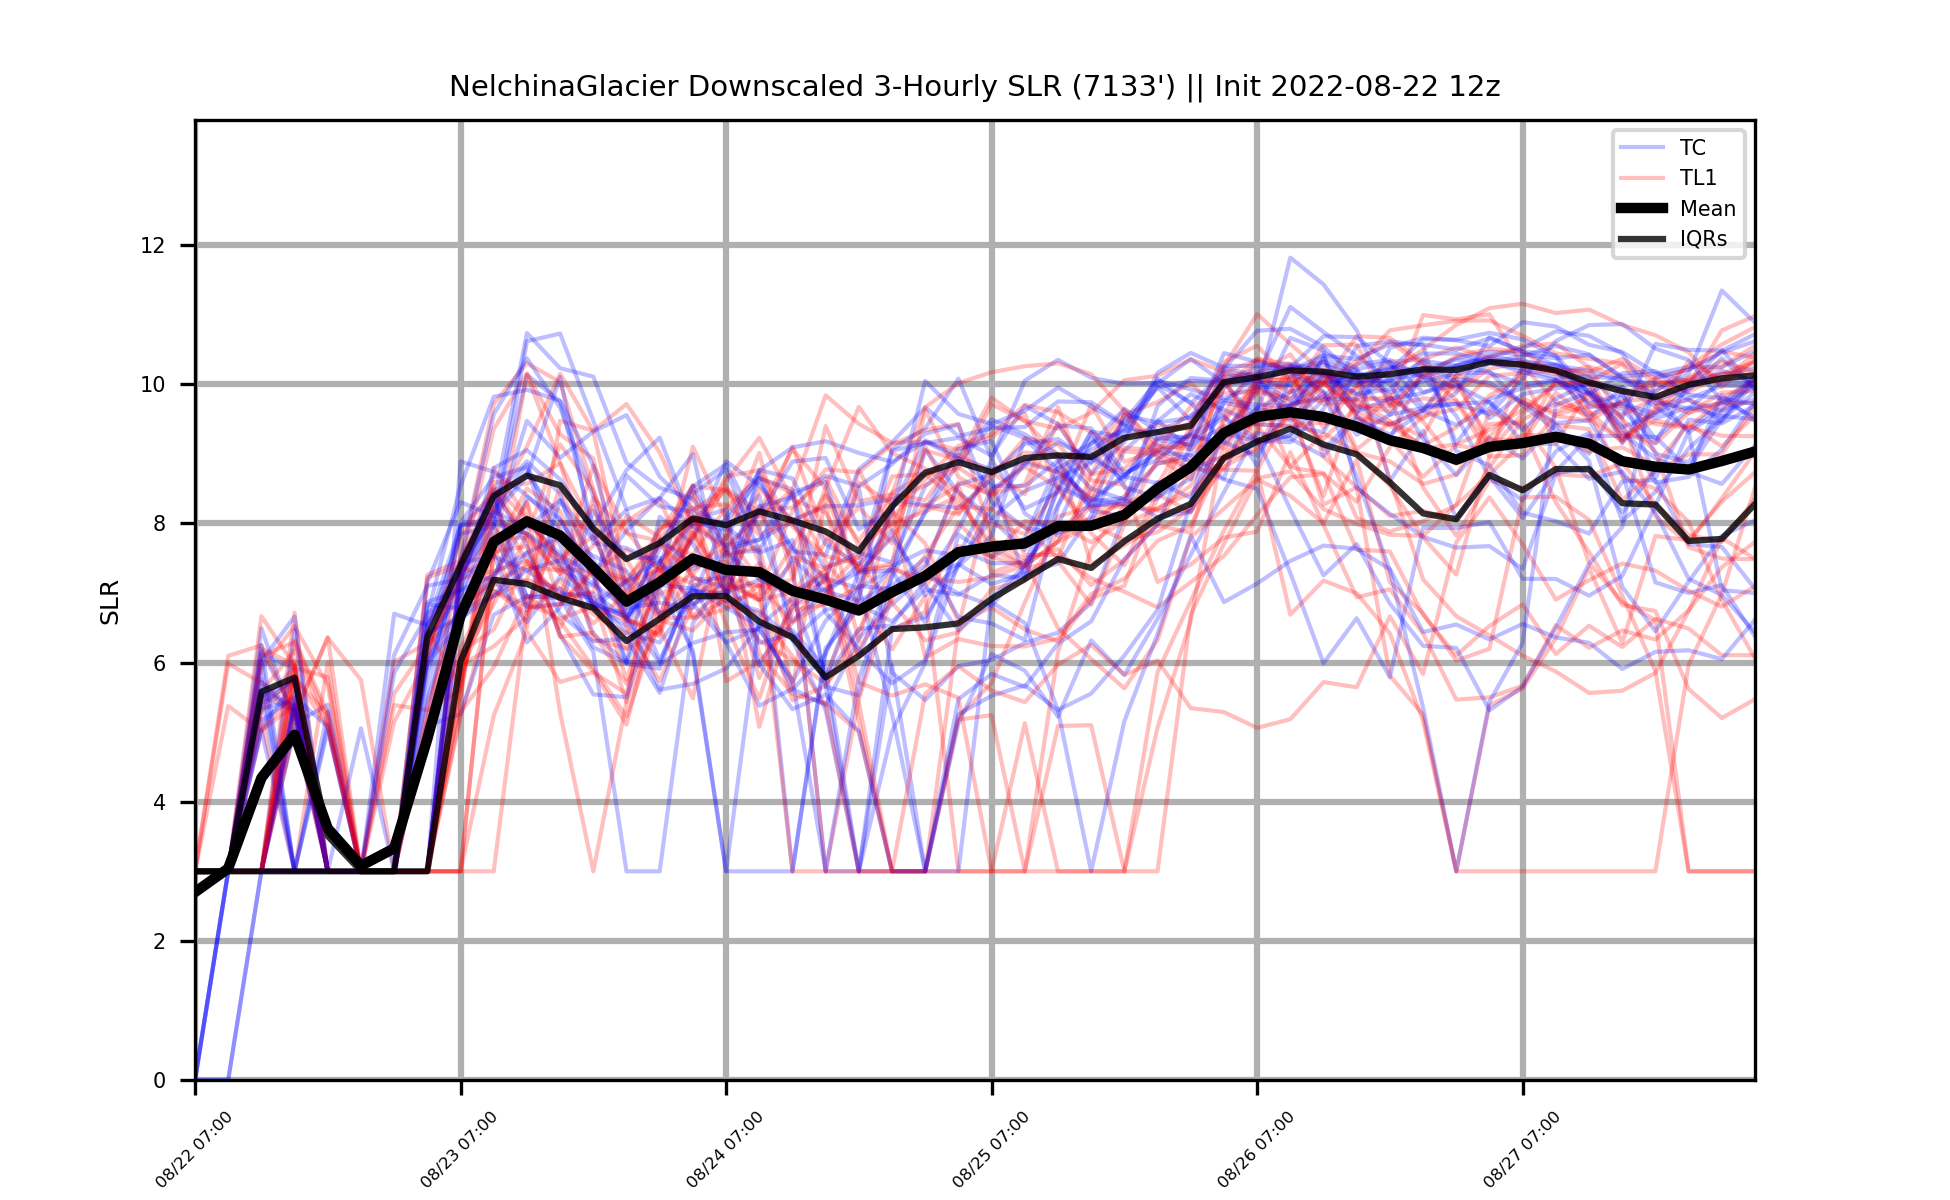 NelchinaGlacier Downscaled 3-Hourly SLR (7133') || Init 2022-08-22 12z
TC
TL1
Mean
IQRs
SLR
12
10
8
6
4
2
0
08/22 07:00
08/23 07:00
08/24 07:00
08/25 07:00
08/26 07:00
08/27 07:00